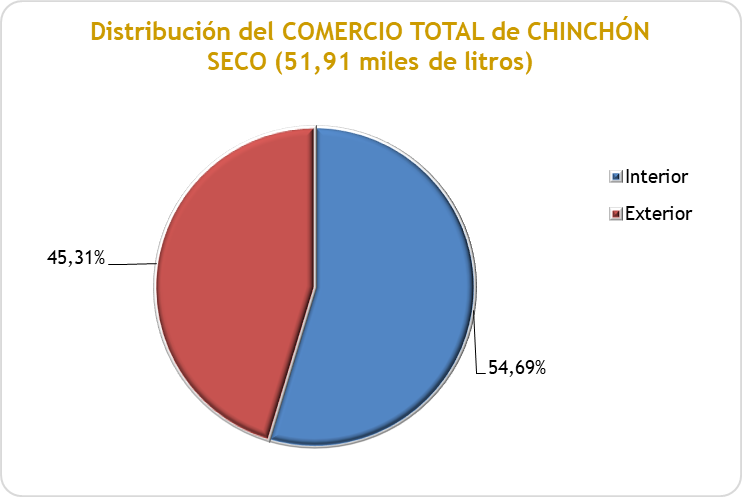 Distribución del COMERCIO TOTAL de CHINCHÓN
SECO (51,91 miles de litros)
Interior
Exterior
45,31%
54,69%